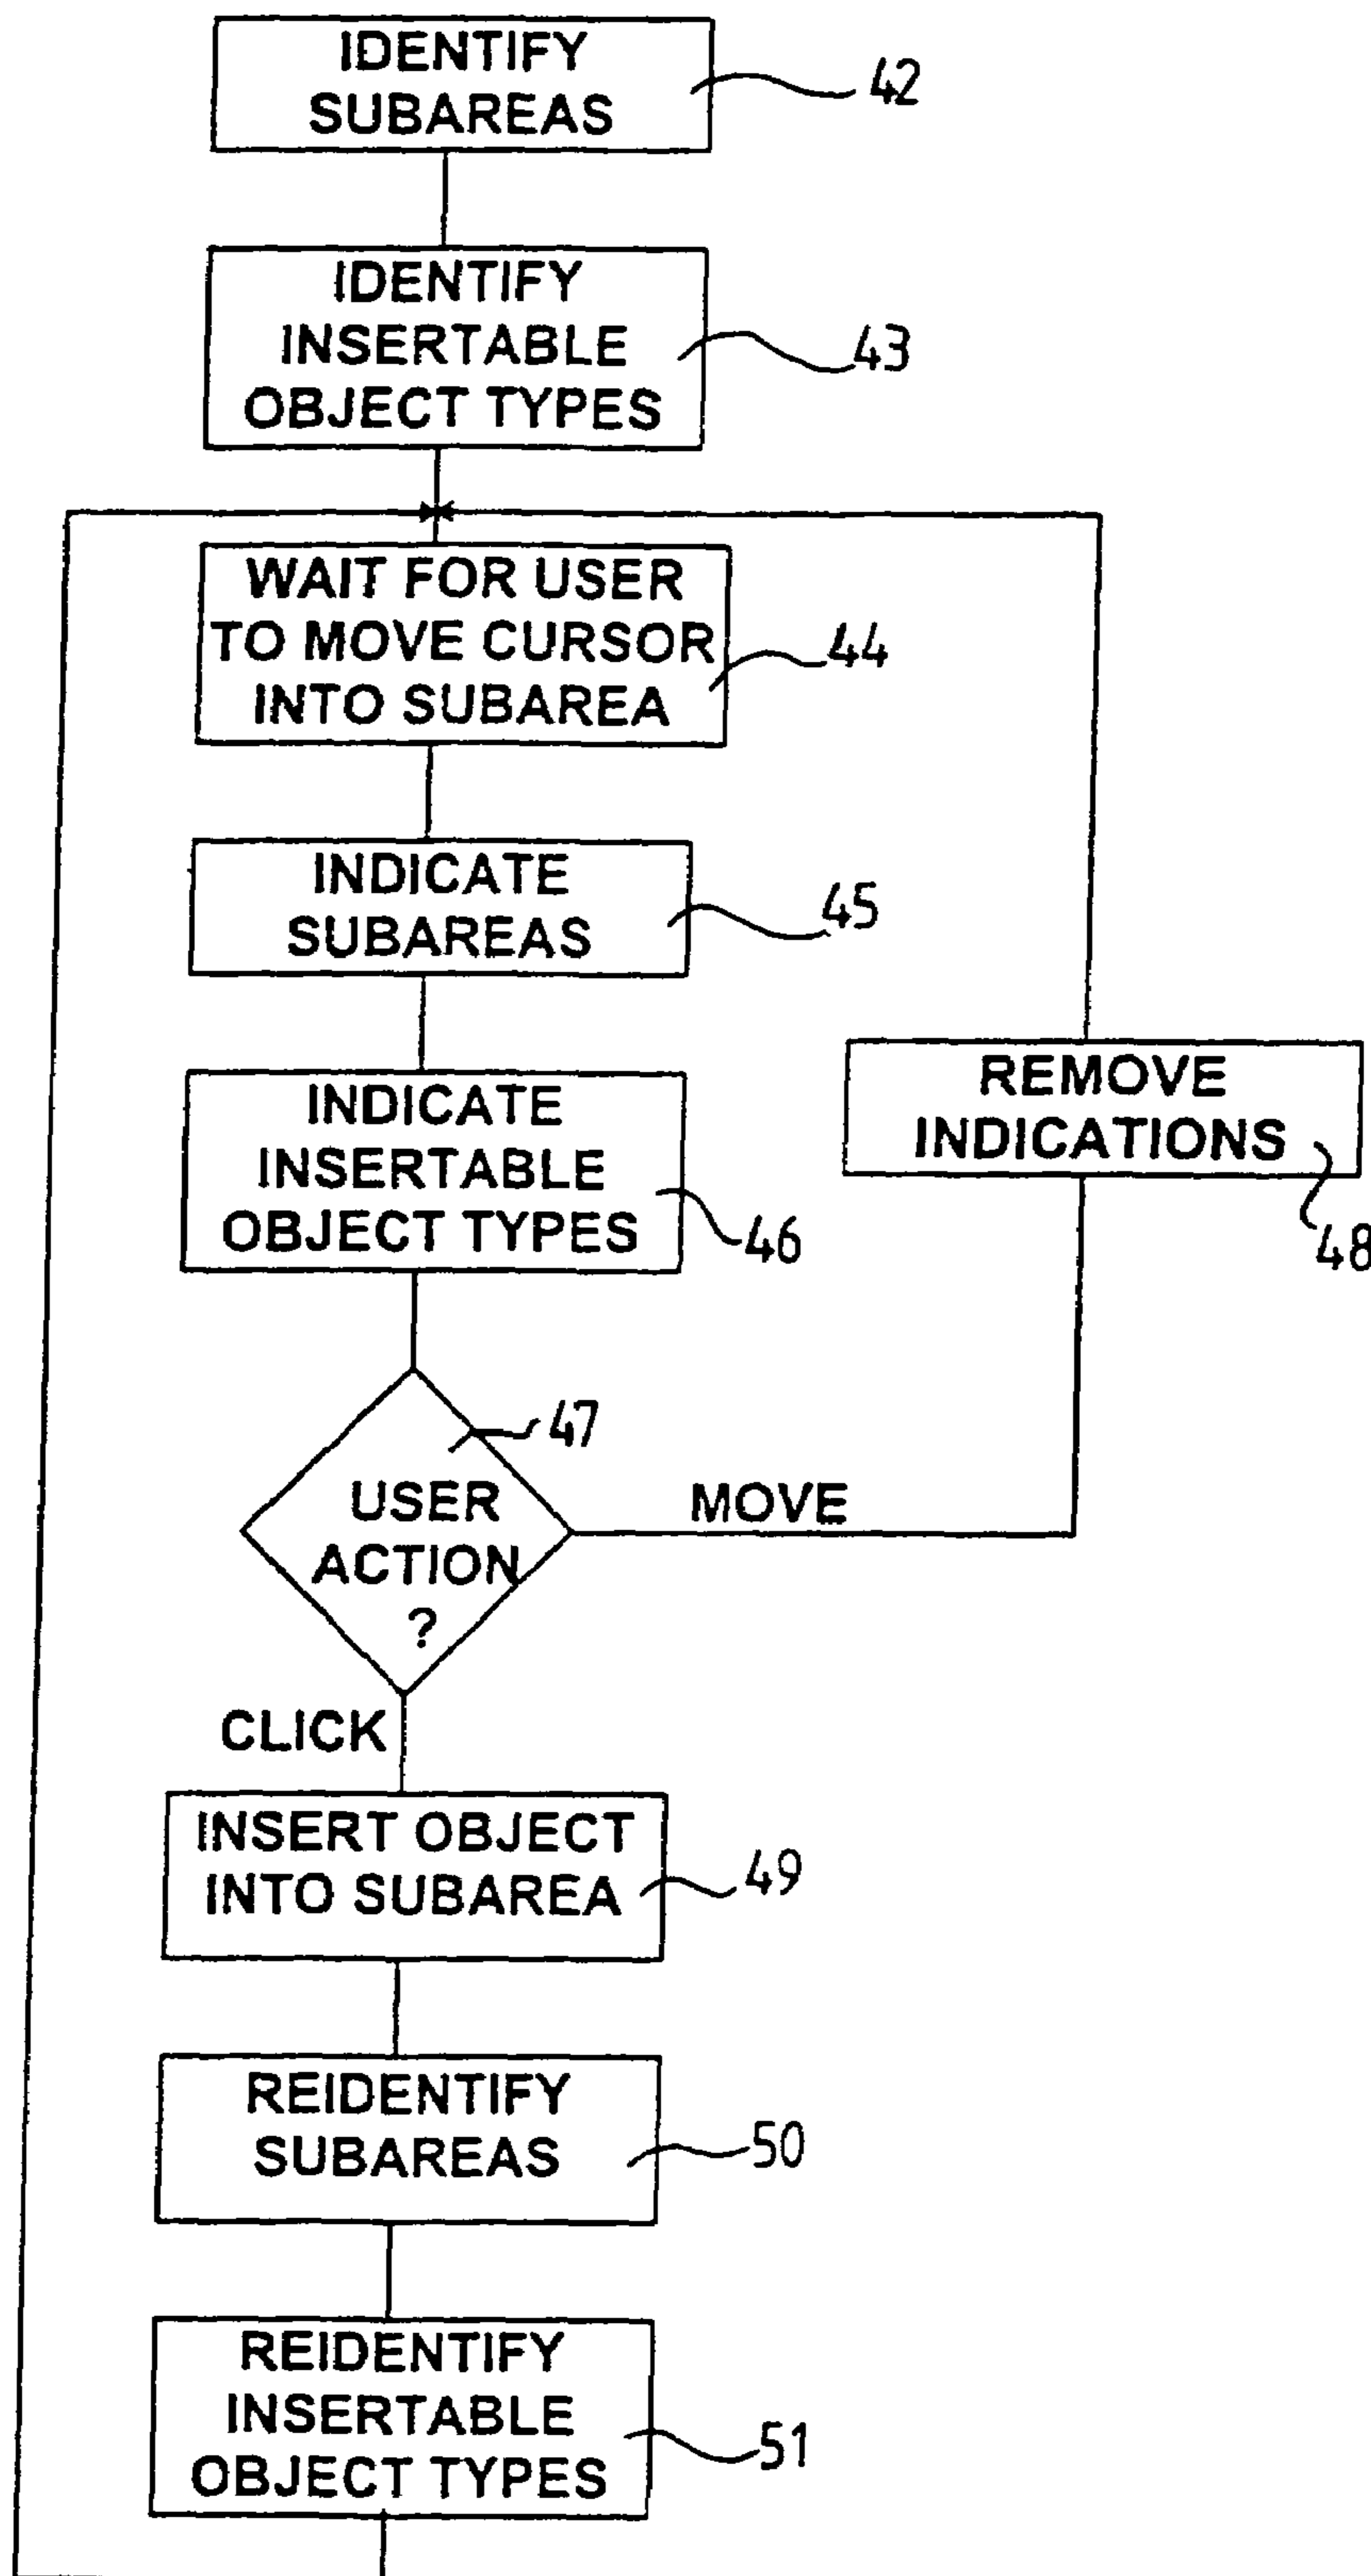 IDENTIFY
SUBAREAS
42
IDENTIFY
INSERTABLE
OBJECT TYPES
43
WAIT FOR USER
TO MOVE CURSOR
INTO SUBAREA
44
INDICATE
SUBAREAS
45
INDICATE
INSERTABLE
OBJECT TYPES
46
REMOVE
INDICATIONS
48
47
USER
ACTION
?
MOVE
CLICK
INSERT OBJECT
INTO SUBAREA
49
REIDENTIFY
SUBAREAS
50
REIDENTIFY
INSERTABLE
OBJECT TYPES
51